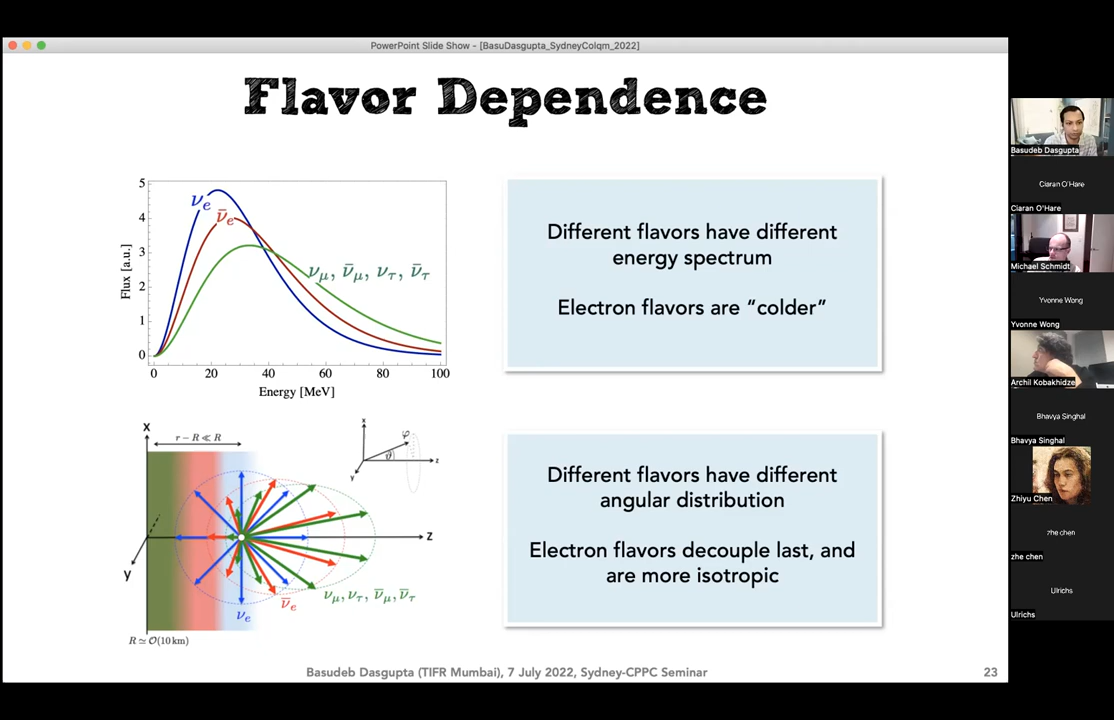 PowerPoint Slide Show - [BasuDasgupta_SydneyColqm_2022]
Flavor Dependence
5
4
3
2
1
0
Flux [a.u.]
νe
ν̄e
νμ, ν̄μ, ντ, ν̄τ
0 20 40 60 80 100
Energy [MeV]
Different flavors have different
energy spectrum
Electron flavors are “colder”
x
r − R ≪ R
x
φ
ϑ
z
y
z
y
νe
ν̄e
νμ, ντ, ν̄μ, ν̄τ
R ≃ O(10 km)
Different flavors have different
angular distribution
Electron flavors decouple last, and
are more isotropic
Basudeb Dasgupta (TIFR Mumbai), 7 July 2022, Sydney-CPPC Seminar
23
Basudeb Dasgupta
Ciaran O'Hare
Ciaran O'Hare
Michael Schmidt
Yvonne Wong
Yvonne Wong
Archil Kobakhidze
Bhavya Singhal
Bhavya Singhal
Zhiyu Chen
zhe chen
zhe chen
Ulrichs
Ulrichs